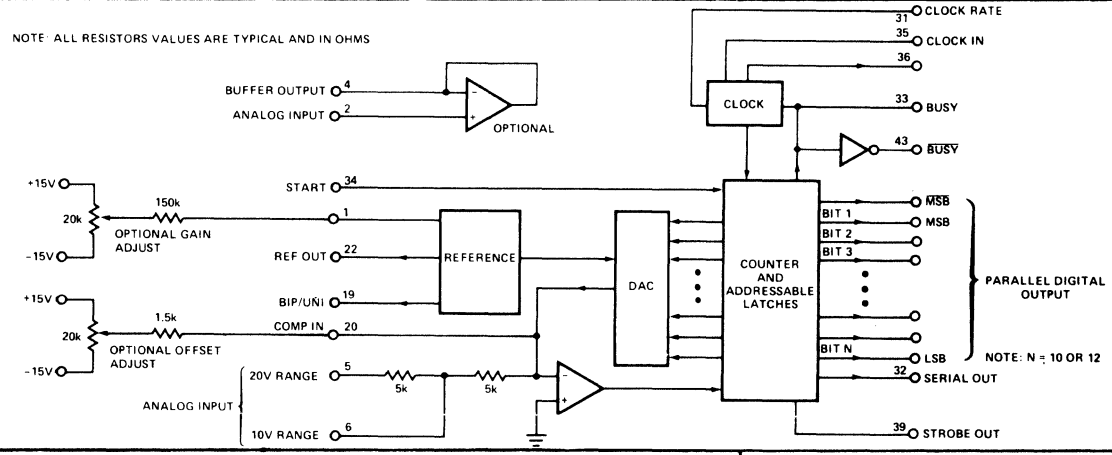 NOTE: ALL RESISTORS VALUES ARE TYPICAL AND IN OHMS
31 CLOCK RATE
35 CLOCK IN
36
BUFFER OUTPUT 4
CLOCK
33 BUSY
ANALOG INPUT 2
OPTIONAL
43 BUSY
START 34
+15V
150k
1
20k
OPTIONAL GAIN
ADJUST
-15V
REF OUT 22
REFERENCE
BIP/UNI 19
DAC
COUNTER
AND
ADDRESSABLE
LATCHES
MSB
BIT 1 MSB
BIT 2
BIT 3
PARALLEL DIGITAL
OUTPUT
+15V
1.5k
COMP IN 20
20k
OPTIONAL OFFSET
ADJUST
-15V
BIT N LSB
NOTE: N = 10 OR 12
20V RANGE 5
5k
5k
-
+
32 SERIAL OUT
ANALOG INPUT
10V RANGE 6
39 STROBE OUT